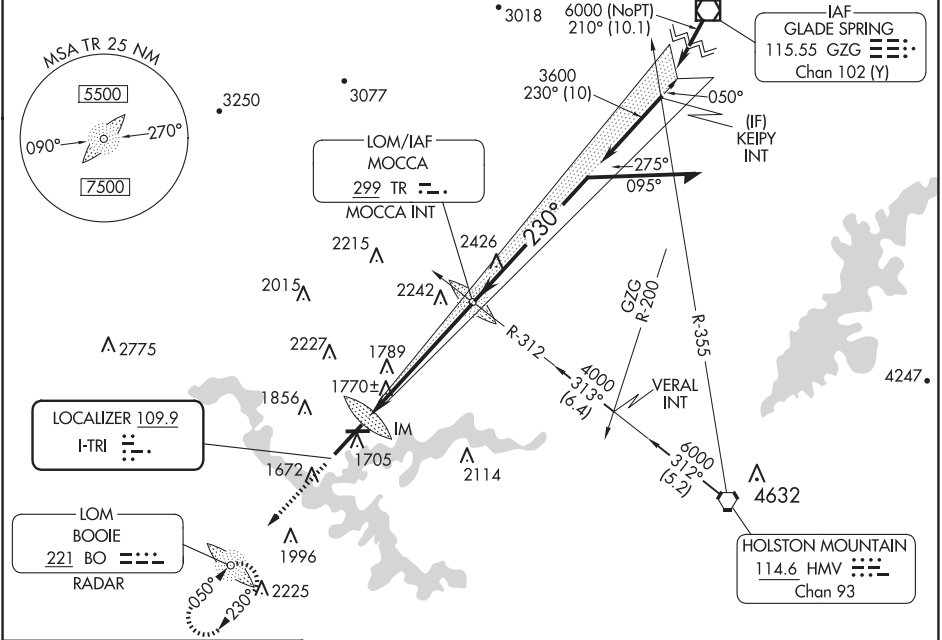 3018
6000 (NoPT)
210° (10.1)
IAF
GLADE SPRING
115.55 GZG
Chan 102 (Y)
MSA TR 25 NM
5500
090°
270°
7500
3250
3077
3600
230° (10)
050°
(IF)
KEIPY
INT
LOM/IAF
MOCCA
299 TR
MOCCA INT
275°
095°
230°
2215
2426
2015
2242
GZG
R-200
R-355
R-312
2775
2227
1789
4000
313°
(6.4)
VERAL
INT
4247
1770±
1856
LOCALIZER 109.9
I-TRI
IM
1705
1672
2114
6000
312°
(5.2)
4632
LOM
BOOIE
221 BO
RADAR
1996
050°
230°
2225
HOLSTON MOUNTAIN
114.6 HMV
Chan 93